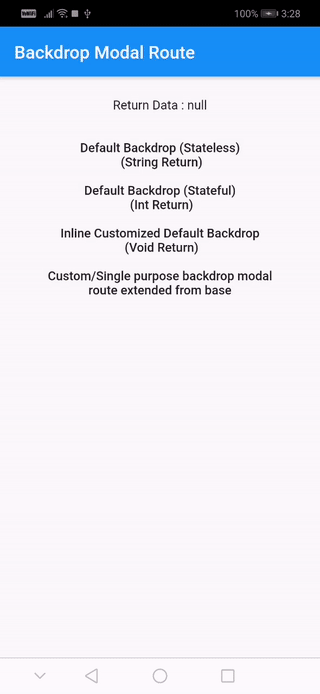 100% 3:28
Backdrop Modal Route
Return Data : null
Default Backdrop (Stateless)
(String Return)
Default Backdrop (Stateful)
(Int Return)
Inline Customized Default Backdrop
(Void Return)
Custom/Single purpose backdrop modal
route extended from base